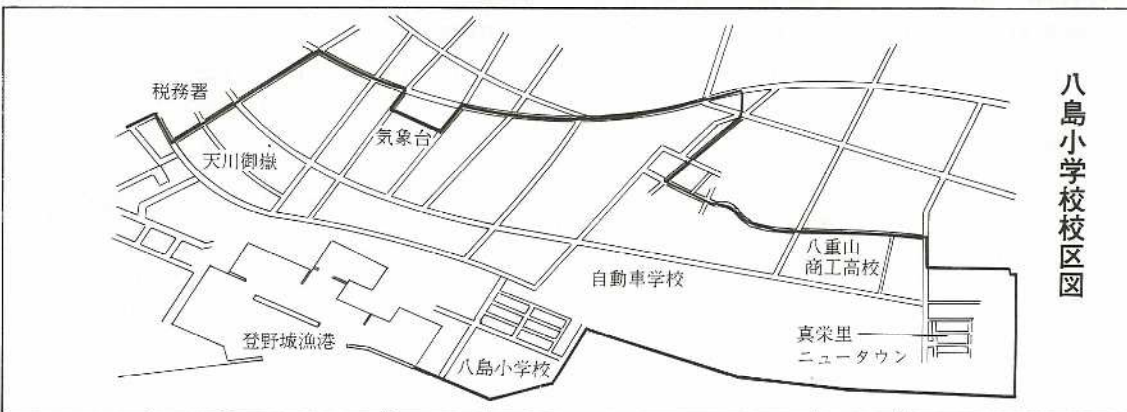 八島小学校校区図
税務署
天川御嶽
気象台
八重山
商工高校
自動車学校
真栄里
ニュータウン
登野城漁港
八島小学校